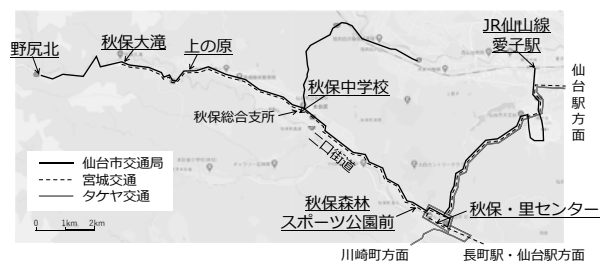 JR仙山線
愛子駅
仙台駅方面
野尻北
秋保大滝
上の原
秋保中学校
秋保総合支所
二口街道
仙台市交通局
宮城交通
タケヤ交通
0 1km 2km
秋保森林
スポーツ公園前
秋保・里センター
川崎町方面
長町駅・仙台駅方面